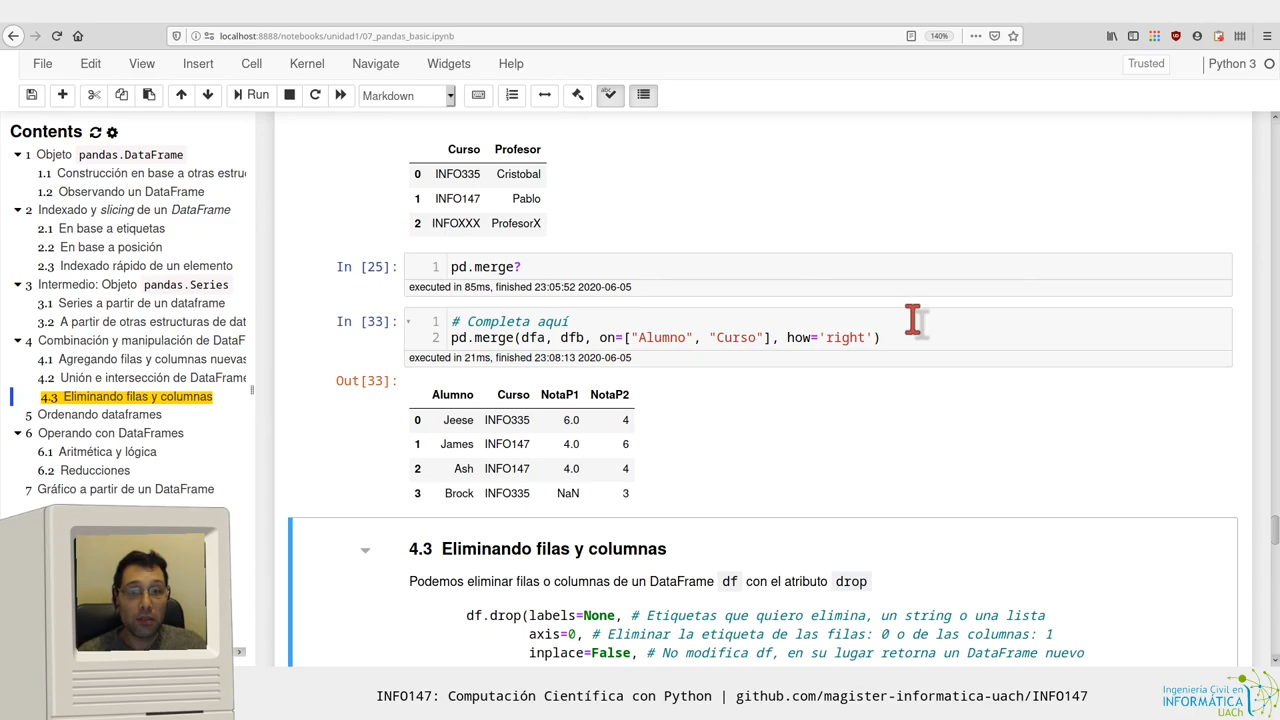 localhost:8888/notebooks/unidad1/07_pandas_basic.ipynb
140%
File Edit View Insert Cell Kernel Navigate Widgets Help
Trusted
Python 3
Run
Markdown
Contents
1 Objeto pandas.DataFrame
1.1 Construcción en base a otras estru
1.2 Observando un DataFrame
2 Indexado y slicing de un DataFrame
2.1 En base a etiquetas
2.2 En base a posición
2.3 Indexado rápido de un elemento
3 Intermedio: Objeto pandas.Series
3.1 Series a partir de un dataframe
3.2 A partir de otras estructuras de dat
4 Combinación y manipulación de DataF
4.1 Agregando filas y columnas nuevas
4.2 Unión e intersección de DataFrame
4.3 Eliminando filas y columnas
5 Ordenando dataframes
6 Operando con DataFrames
6.1 Aritmética y lógica
6.2 Reducciones
7 Gráfico a partir de un DataFrame
Curso Profesor
0 INFO335 Cristobal
1 INFO147 Pablo
2 INFOXXX ProfesorX
In [25]: 1 pd.merge?
executed in 85ms, finished 23:05:52 2020-06-05
In [33]: 1 # Completa aquí
2 pd.merge(dfa, dfb, on=["Alumno", "Curso"], how='right')
executed in 21ms, finished 23:08:13 2020-06-05
Out[33]:
Alumno Curso NotaP1 NotaP2
0 Jeese INFO335 6.0 4
1 James INFO147 4.0 6
2 Ash INFO147 4.0 4
3 Brock INFO335 NaN 3
4.3 Eliminando filas y columnas
Podemos eliminar filas o columnas de un DataFrame df con el atributo drop
df.drop(labels=None, # Etiquetas que quiero elimina, un string o una lista
axis=0, # Eliminar la etiqueta de las filas: 0 o de las columnas: 1
inplace=False, # No modifica df, en su lugar retorna un DataFrame nuevo
INFO147: Computación Científica con Python | github.com/magister-informatica-uach/INFO147
Ingeniería Civil en
INFORMÁTICA
UACh